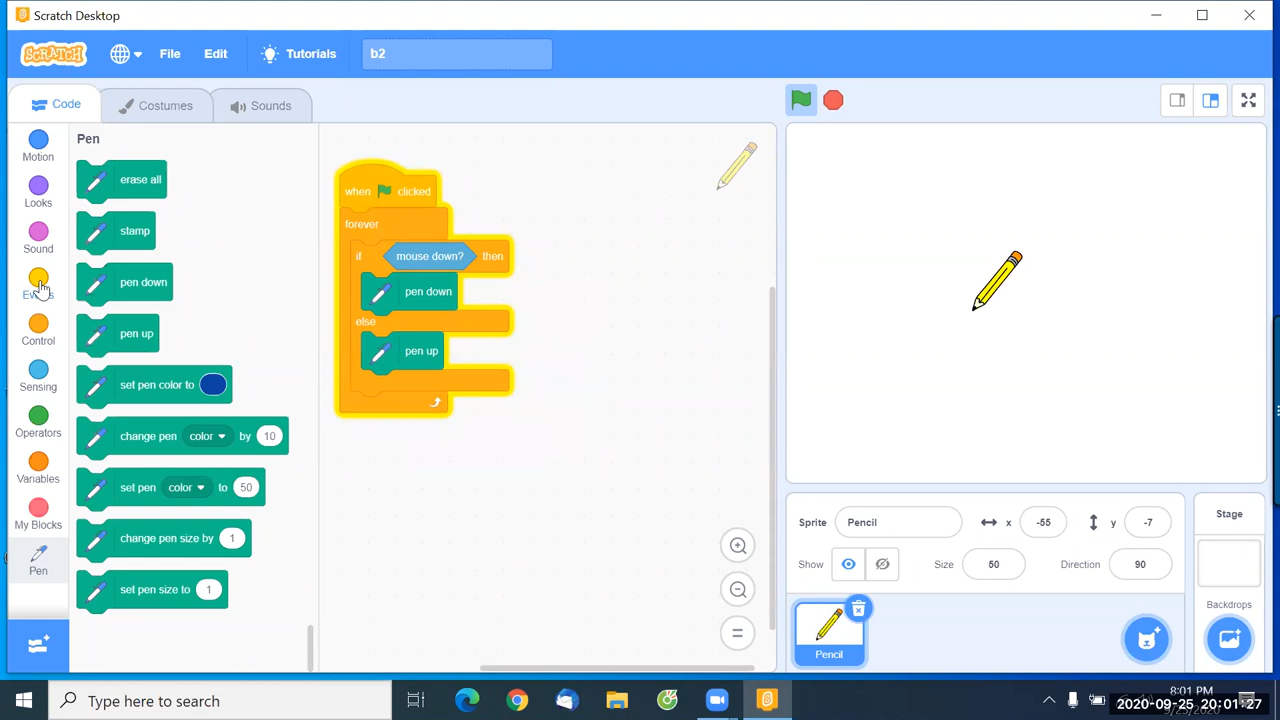 Scratch Desktop
SCRATCH
File
Edit
Tutorials
b2
Code
Costumes
Sounds
Motion
Looks
Sound
Events
Control
Sensing
Operators
Variables
My Blocks
Pen
Pen
erase all
stamp
pen down
pen up
set pen color to
change pen color by 10
set pen color to 50
change pen size by 1
set pen size to 1
when clicked
forever
if mouse down? then
pen down
else
pen up
Sprite Pencil x -55 y -7
Show Size 50 Direction 90
Pencil
Stage
Backdrops
Type here to search
8:01 PM
2020-09-25 20:01:27